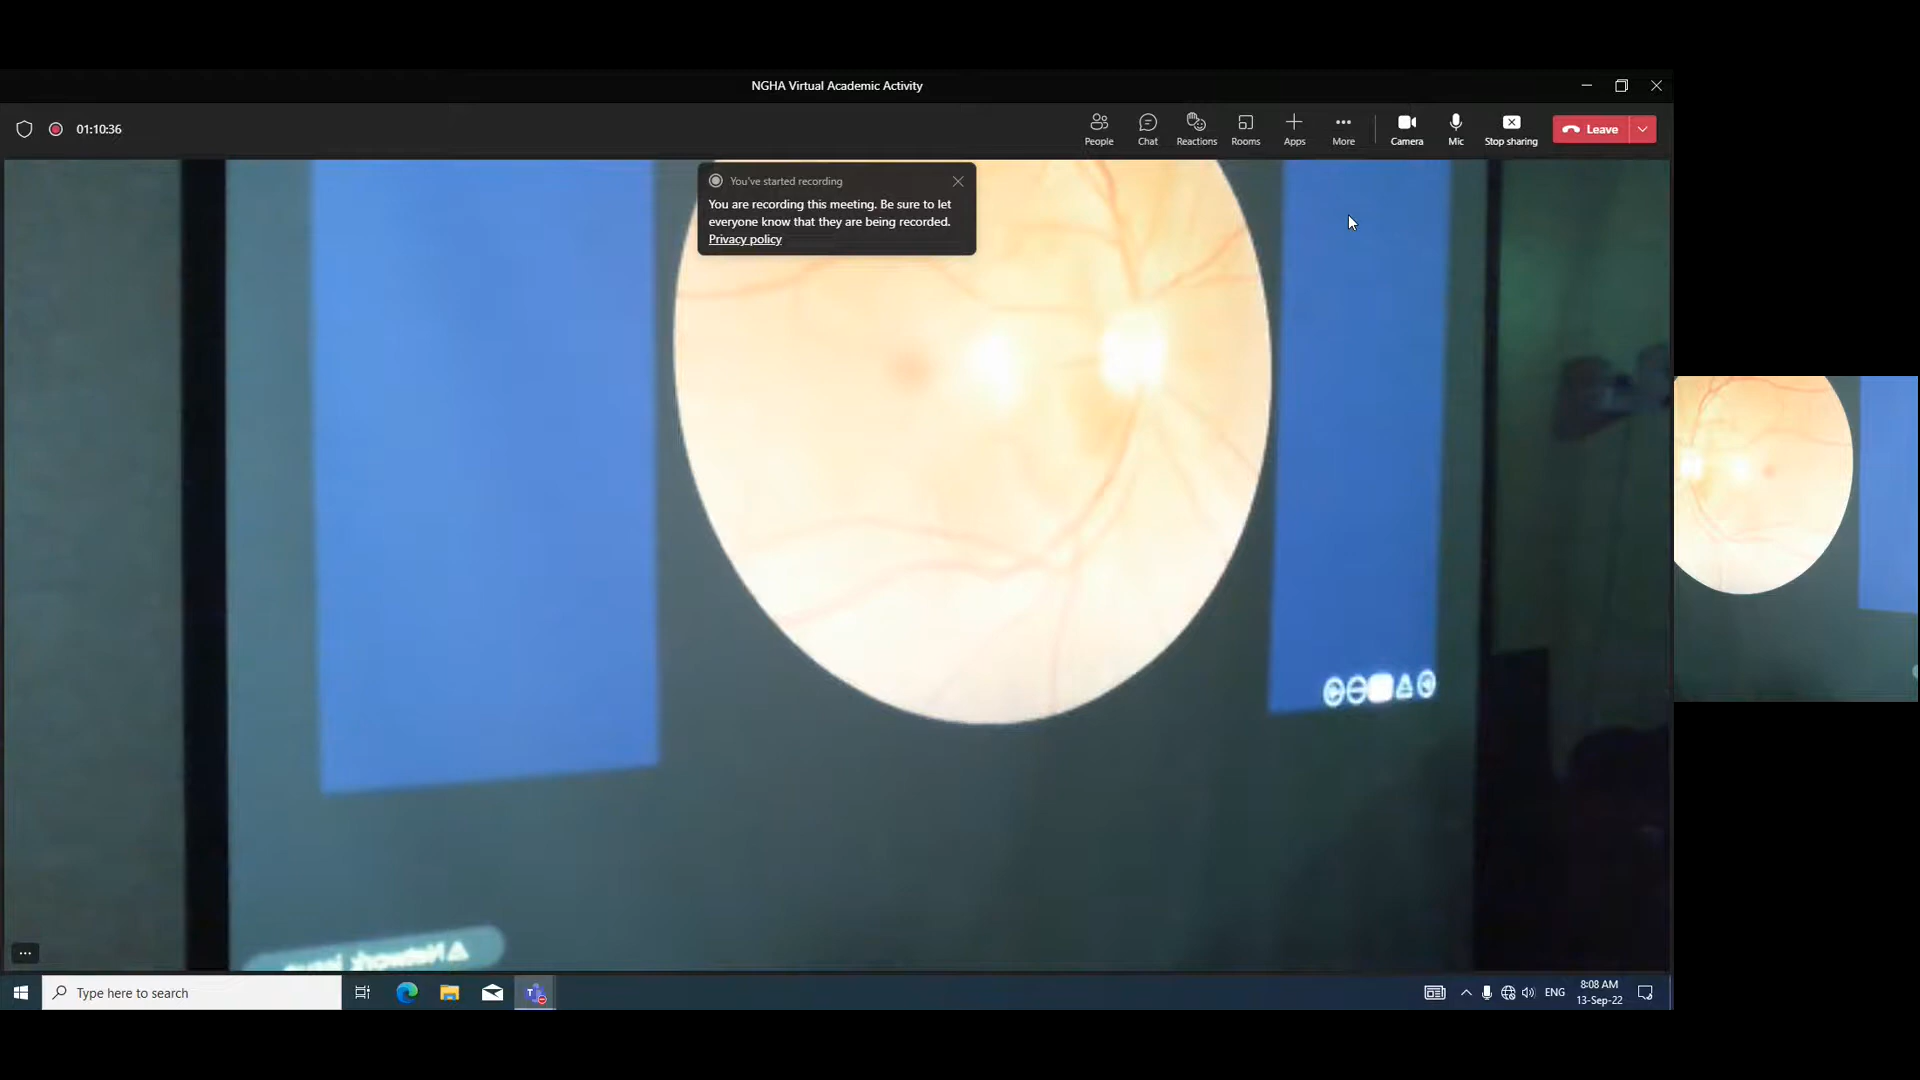 NGHA Virtual Academic Activity
01:10:36
People
Chat
Reactions
Rooms
Apps
More
Camera
Mic
Stop sharing
Leave
You've started recording
You are recording this meeting. Be sure to let
everyone know that they are being recorded.
Privacy policy
Network issue
Type here to search
ENG
8:08 AM
13-Sep-22